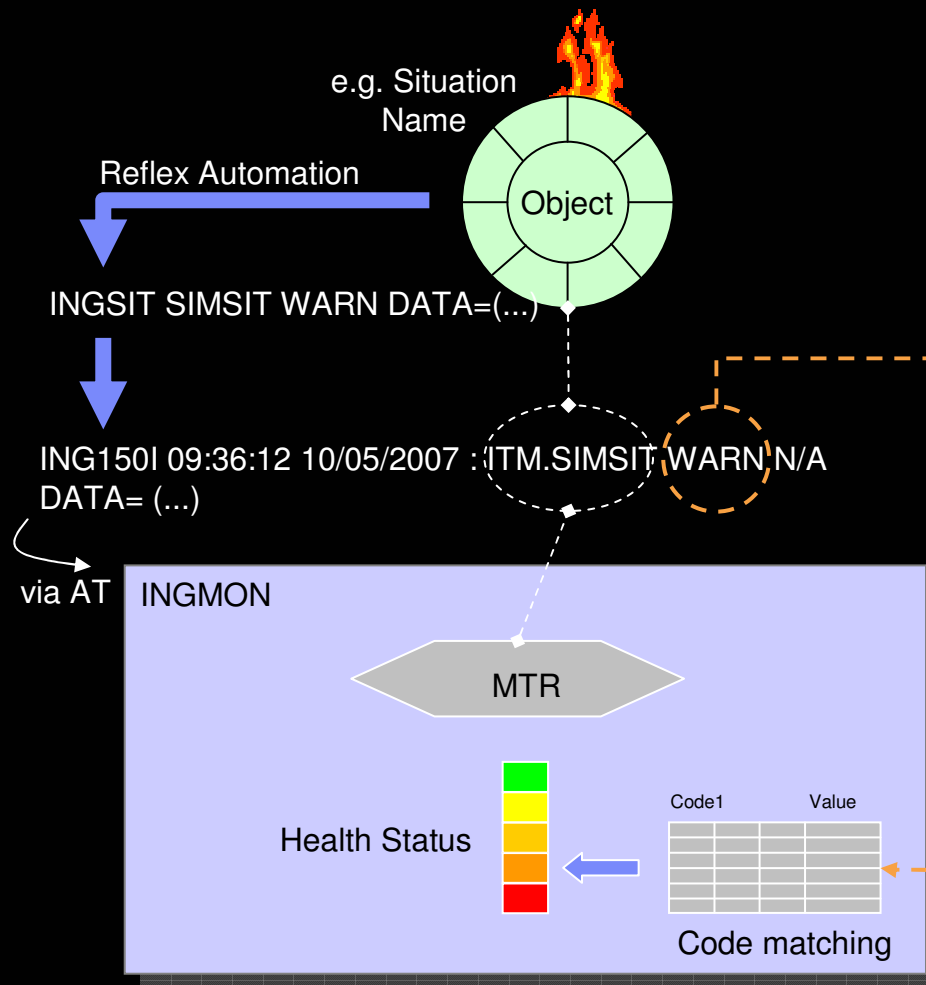 e.g. Situation
Name
Reflex Automation
Object
INGSIT SIMSIT WARN DATA=(...)
ING150I 09:36:12 10/05/2007 : ITM.SIMSIT WARN N/A
DATA= (...)
via AT
INGMON
MTR
Code1 Value
Health Status
Code matching